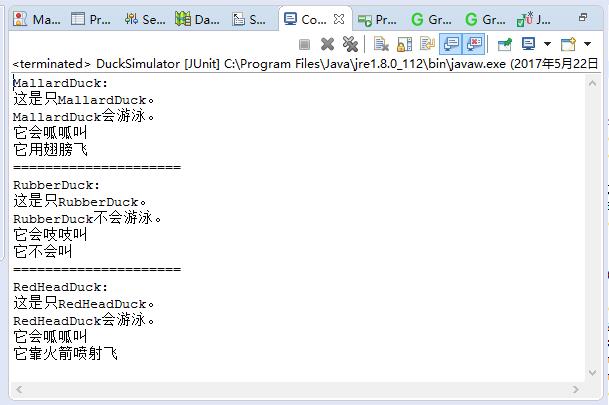 Ma...
Pr...
Se...
Da...
S...
Co...
Pr...
Gr...
Gr...
J...
<terminated> DuckSimulator [JUnit] C:\Program Files\Java\jre1.8.0_112\bin\javaw.exe (2017年5月22日
MallardDuck:
这是只MallardDuck。
MallardDuck会游泳。
它会呱呱叫
它用翅膀飞
=====================
RubberDuck:
这是只RubberDuck。
RubberDuck不会游泳。
它会吱吱叫
它不会叫
=====================
RedHeadDuck:
这是只RedHeadDuck。
RedHeadDuck会游泳。
它会呱呱叫
它靠火箭喷射飞